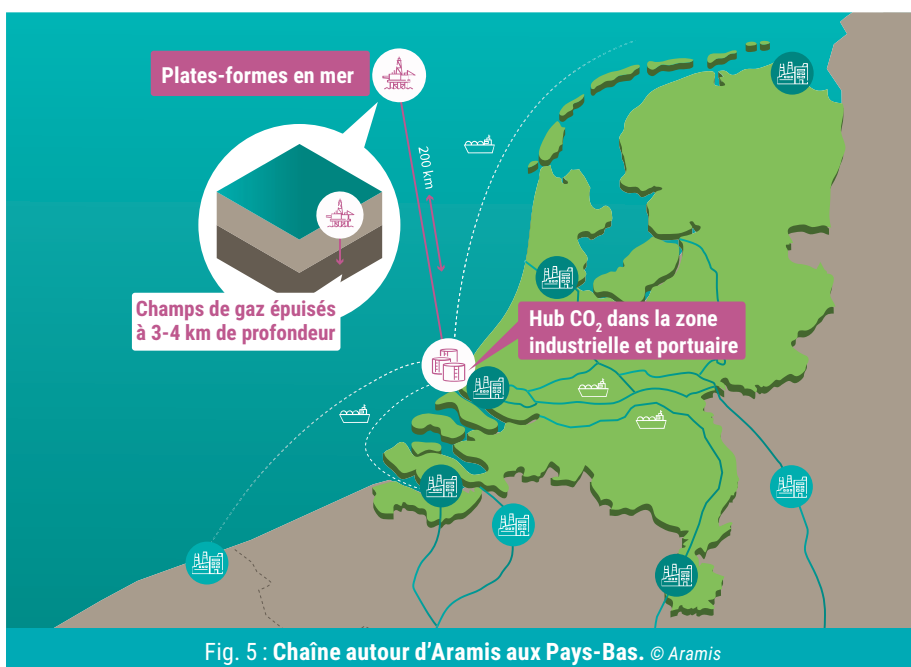 Plates-formes en mer
200 km
Champs de gaz épuisés
à 3-4 km de profondeur
Hub CO₂ dans la zone
industrielle et portuaire
Fig. 5 : Chaîne autour d'Aramis aux Pays-Bas. © Aramis